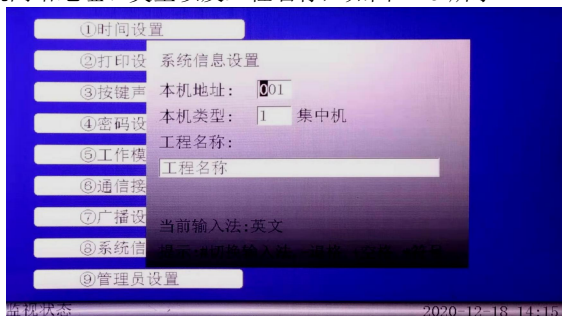 ①时间设置
②打印设
③按键声
④密码设
⑤工作模
⑥通信接
⑦广播设
⑧系统信
⑨管理员设置
系统信息设置
本机地址: 001
本机类型: 1 集中机
工程名称:
工程名称
当前输入法:英文
监视状态
2020-12-18 14:15